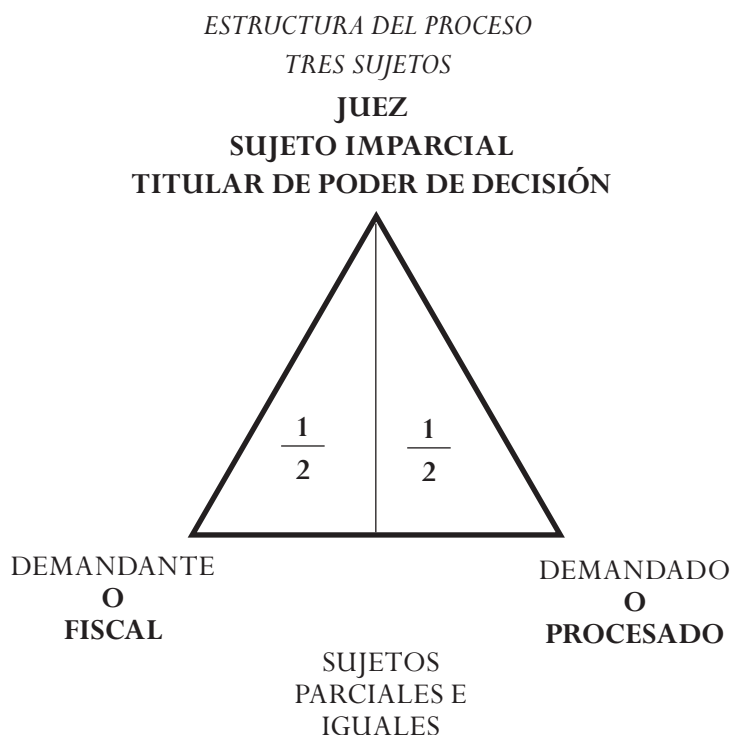 ESTRUCTURA DEL PROCESO
TRES SUJETOS
JUEZ
SUJETO IMPARCIAL
TITULAR DE PODER DE DECISIÓN
1
2
1
2
DEMANDANTE
O
FISCAL
DEMANDADO
O
PROCESADO
SUJETOS
PARCIALES E
IGUALES